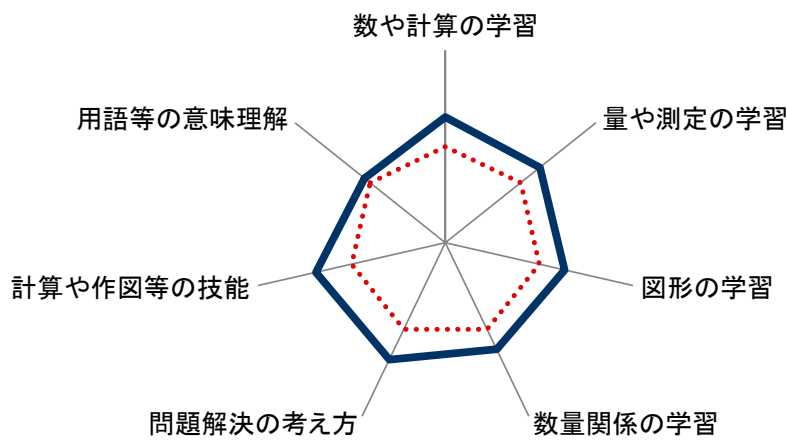 数や計算の学習
用語等の意味理解
量や測定の学習
計算や作図等の技能
図形の学習
問題解決の考え方
数量関係の学習